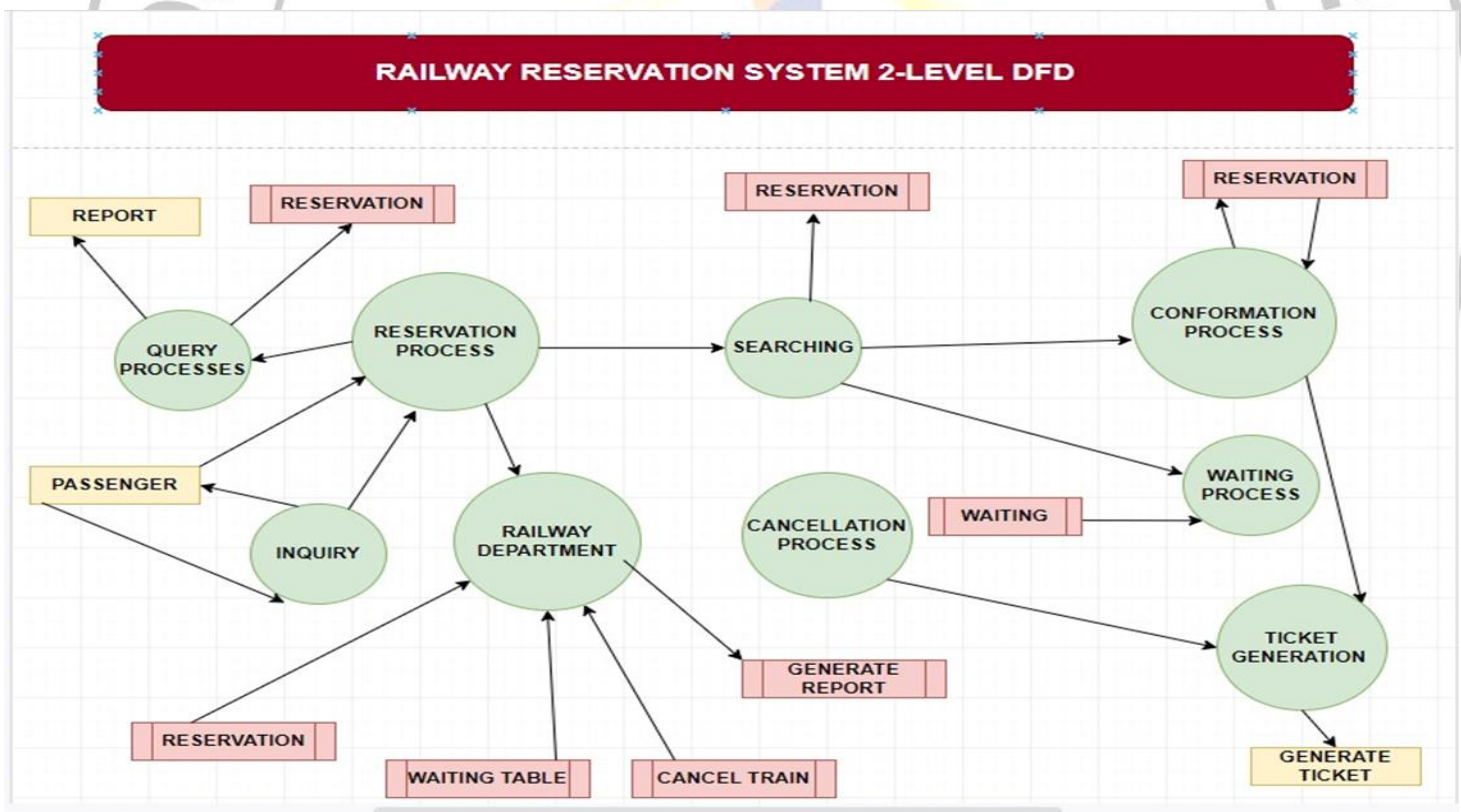 RAILWAY RESERVATION SYSTEM 2-LEVEL DFD
REPORT
RESERVATION
RESERVATION
RESERVATION
QUERY
PROCESSES
RESERVATION
PROCESS
SEARCHING
CONFORMATION
PROCESS
PASSENGER
INQUIRY
RAILWAY
DEPARTMENT
CANCELLATION
PROCESS
WAITING
WAITING
PROCESS
TICKET
GENERATION
GENERATE
REPORT
RESERVATION
WAITING TABLE
CANCEL TRAIN
GENERATE
TICKET